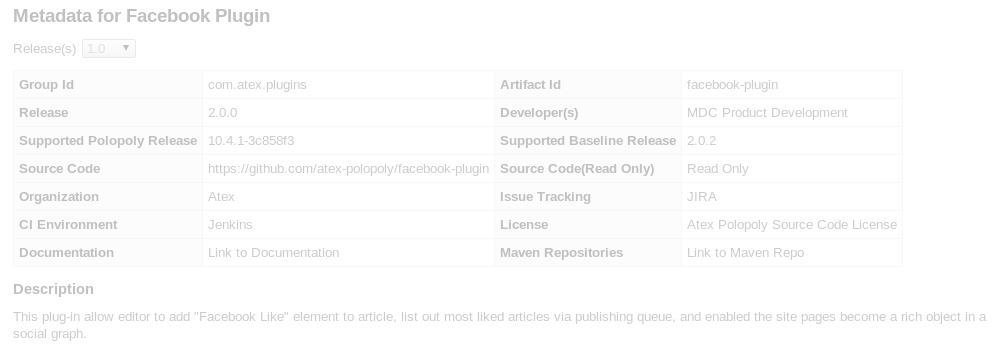 Metadata for Facebook Plugin
Release(s) 1.0
Group Id com.atex.plugins Artifact Id facebook-plugin
Release 2.0.0 Developer(s) MDC Product Development
Supported Polopoly Release 10.4.1-3c858f3 Supported Baseline Release 2.0.2
Source Code https://github.com/atex-polopoly/facebook-plugin Source Code(Read Only) Read Only
Organization Atex Issue Tracking JIRA
CI Environment Jenkins License Atex Polopoly Source Code License
Documentation Link to Documentation Maven Repositories Link to Maven Repo
Description
This plug-in allow editor to add "Facebook Like" element to article, list out most liked articles via publishing queue, and enabled the site pages become a rich object in a
social graph.